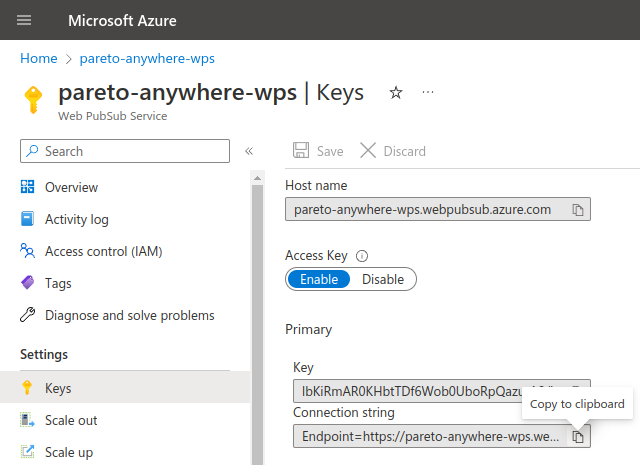 Microsoft Azure
Home > pareto-anywhere-wps
pareto-anywhere-wps | Keys
Web PubSub Service
Search
Save
Discard
Overview
Activity log
Access control (IAM)
Tags
Diagnose and solve problems
Settings
Keys
Scale out
Scale up
Host name
pareto-anywhere-wps.webpubsub.azure.com
Access Key
Enable Disable
Primary
Key
Copy to clipboard
Connection string
Endpoint=https://pareto-anywhere-wps.we...